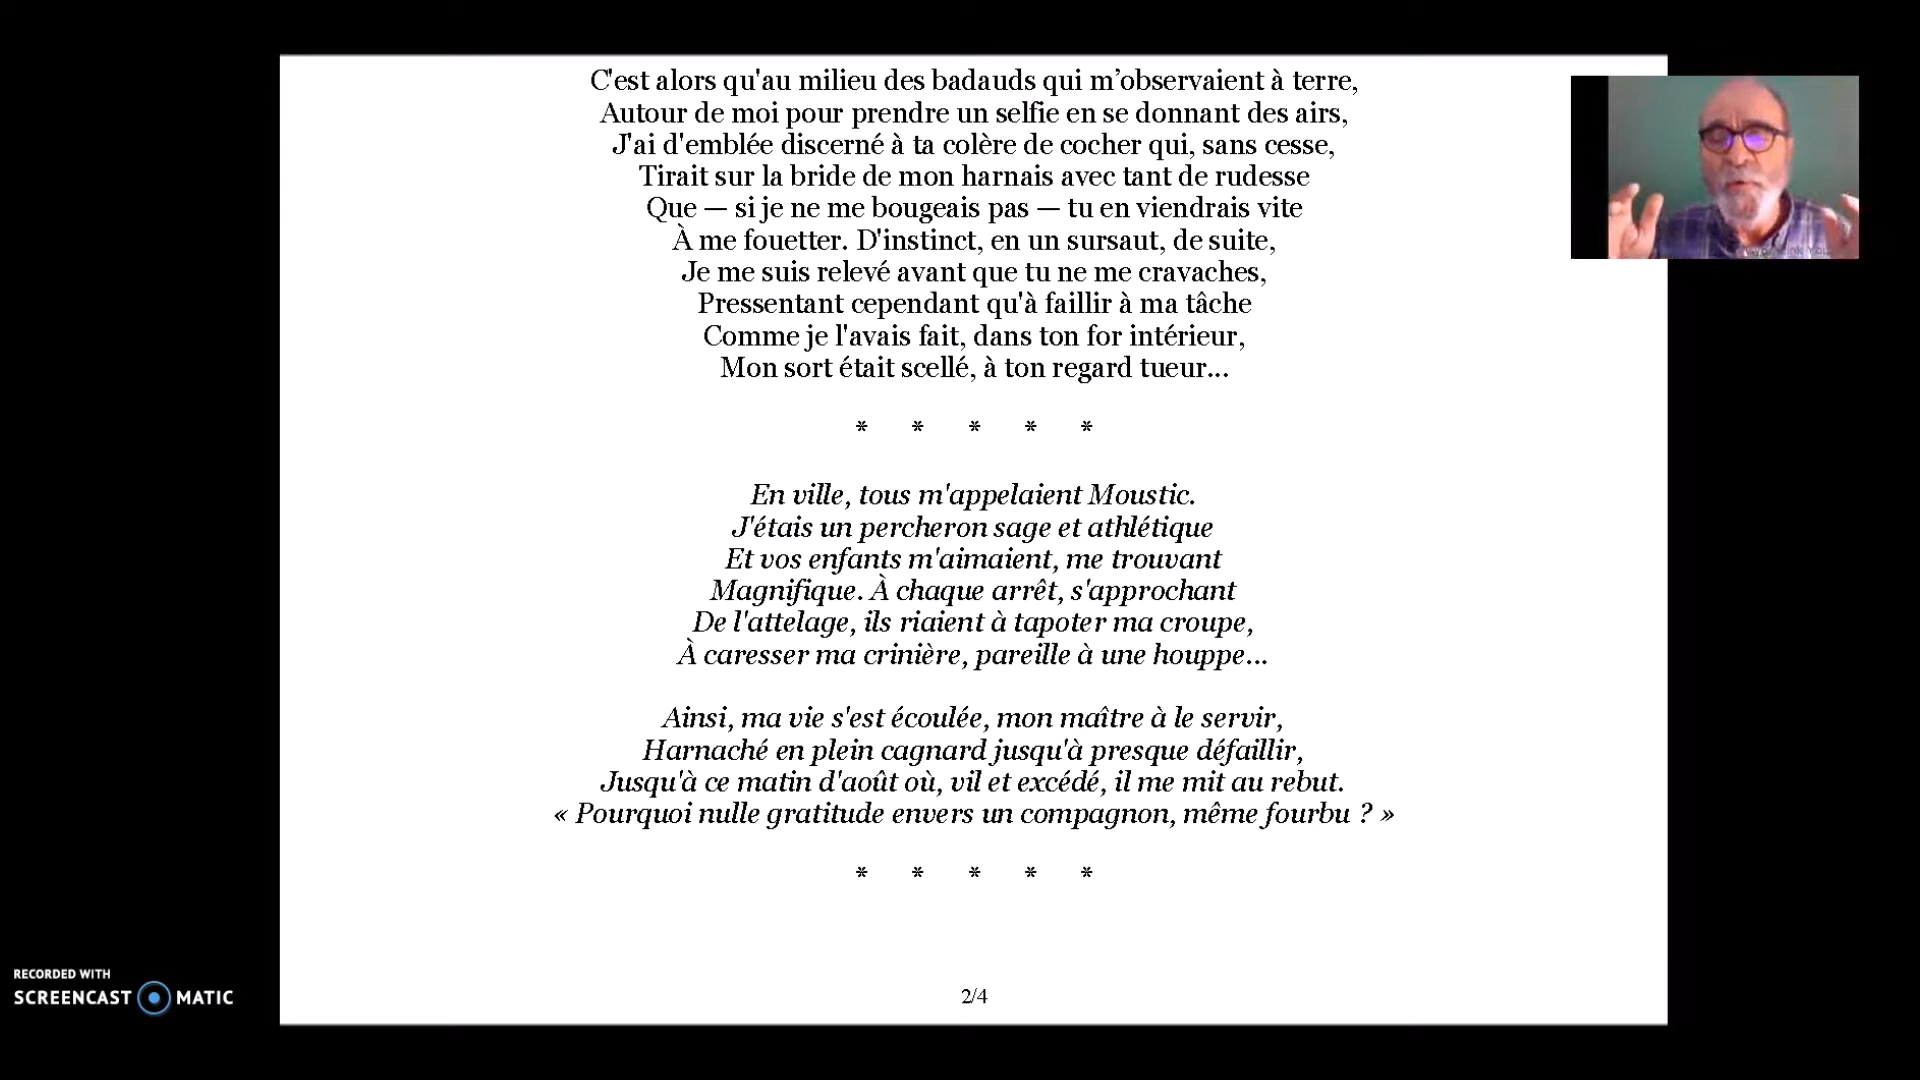 C'est alors qu'au milieu des badauds qui m’observaient à terre,
Autour de moi pour prendre un selfie en se donnant des airs,
J'ai d'emblée discerné à ta colère de cocher qui, sans cesse,
Tirait sur la bride de mon harnais avec tant de rudesse
Que — si je ne me bougeais pas — tu en viendrais vite
À me fouetter. D'instinct, en un sursaut, de suite,
Je me suis relevé avant que tu ne me cravaches,
Pressentant cependant qu'à faillir à ma tâche
Comme je l'avais fait, dans ton for intérieur,
Mon sort était scellé, à ton regard tueur...
* * * * *
En ville, tous m'appelaient Moustic.
J'étais un percheron sage et athlétique
Et vos enfants m'aimaient, me trouvant
Magnifique. À chaque arrêt, s'approchant
De l'attelage, ils riaient à tapoter ma croupe,
À caresser ma crinière, pareille à une houppe...
Ainsi, ma vie s'est écoulée, mon maître à le servir,
Harnaché en plein cagnard jusqu'à presque défaillir,
Jusqu'à ce matin d'août où, vil et excédé, il me mit au rebut.
« Pourquoi nulle gratitude envers un compagnon, même fourbu ? »
* * * * *
2/4
RECORDED WITH
SCREENCAST MATIC